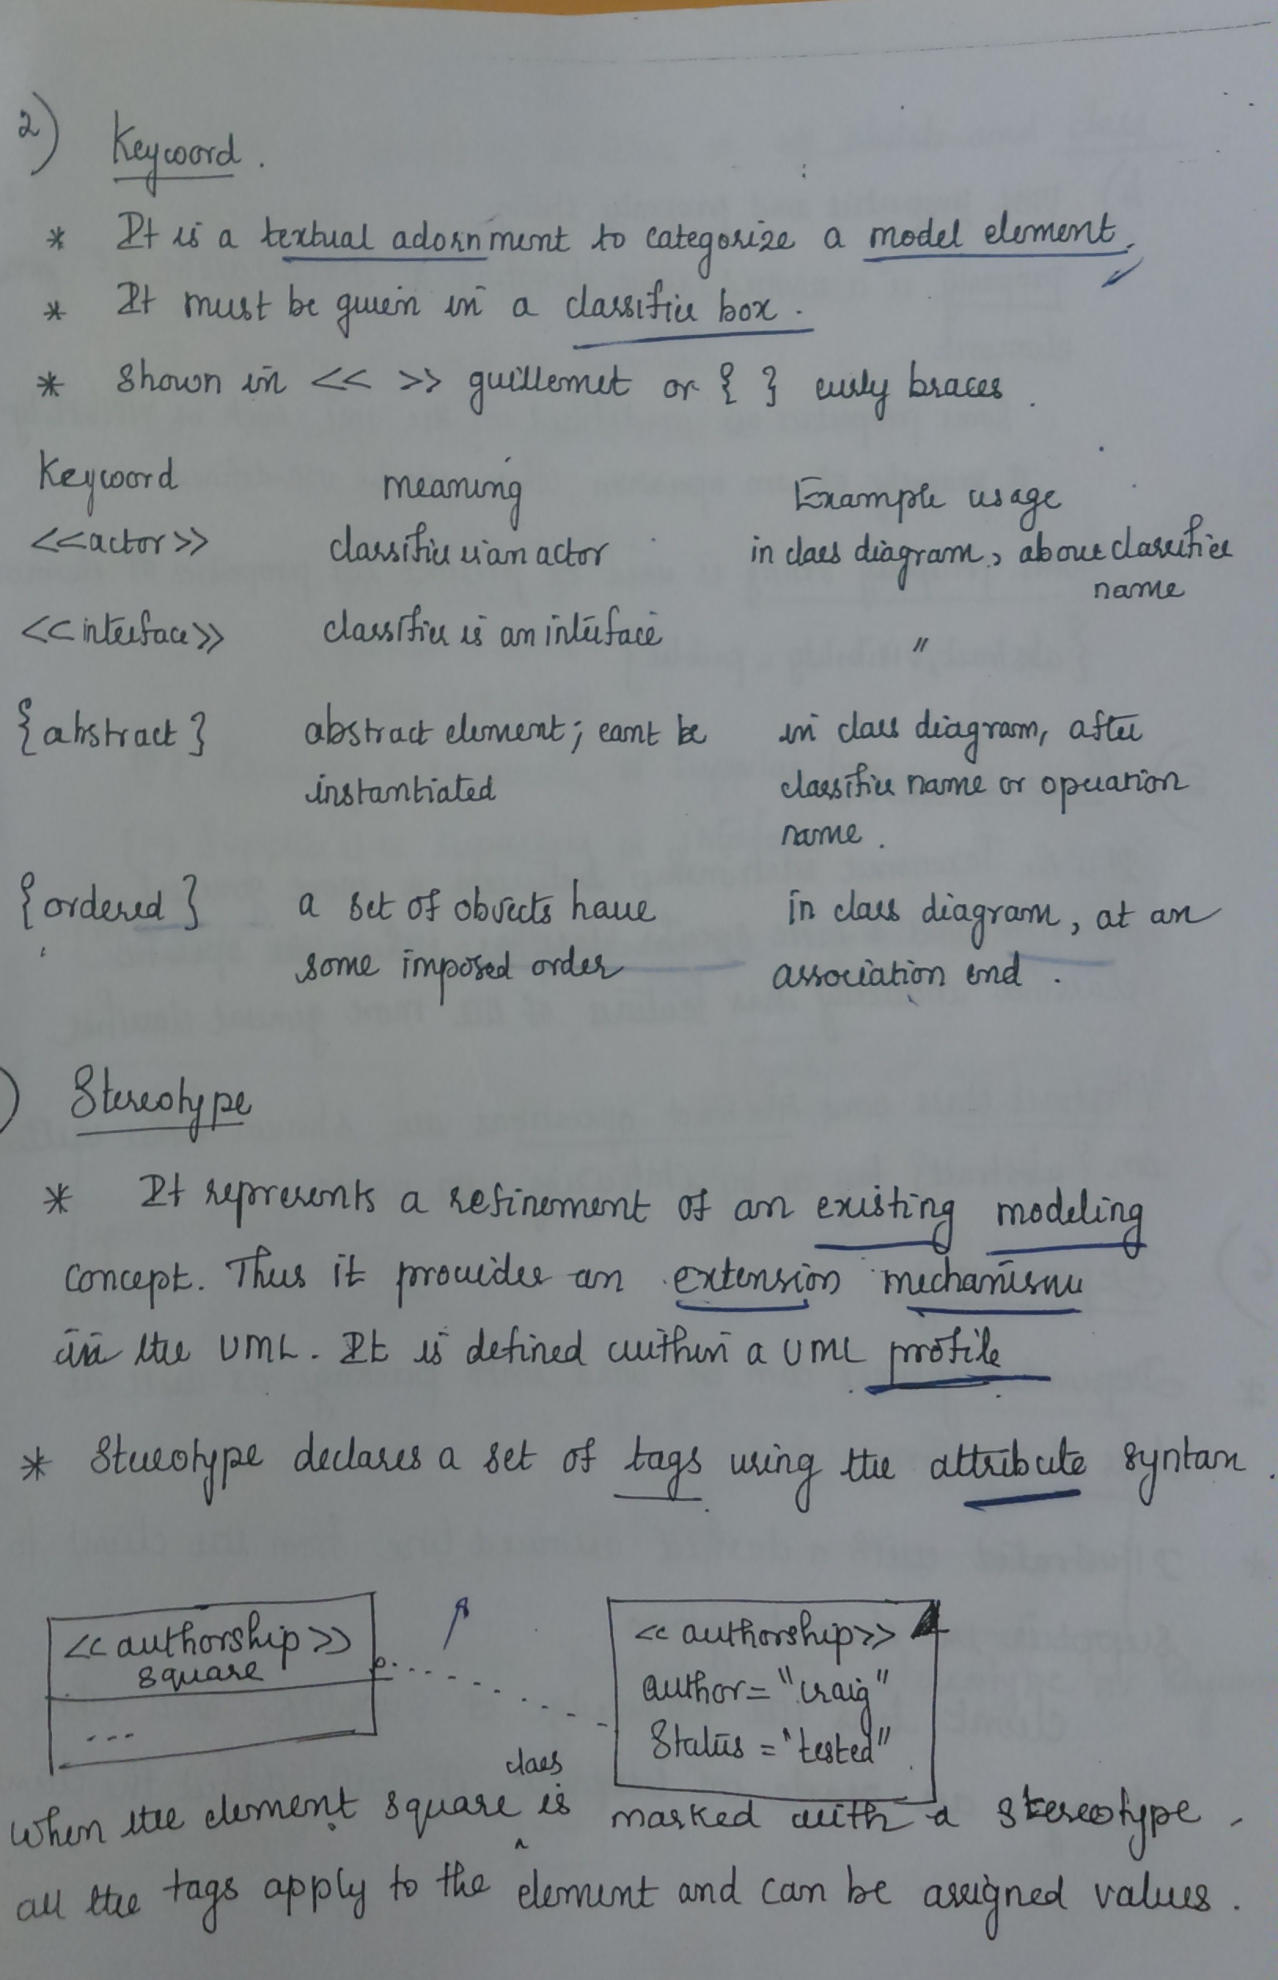 2) Keyword.
* It is a textual adornment to categorize a model element.
* It must be given in a classifier box.
* Shown in << >> guillemet or { } curly braces.
Keyword meaning Example usage
<<actor>> classifier is an actor in class diagram, above classifier name
<<interface>> classifier is an interface "
{abstract} abstract element; cant be in class diagram, after
instantiated classifier name or operation
name.
{ordered} a set of objects have in class diagram, at an
some imposed order association end.
) Stereotype
* It represents a refinement of an existing modeling
concept. Thus it provides an extension mechanism
in the UML. It is defined within a UML profile
* Stereotype declares a set of tags using the attribute syntax.
<<authorship>>
square
...
<<authorship>>
author= "craig"
Status = "tested"
class
When the element square is marked with a stereotype,
all the tags apply to the element and can be assigned values.